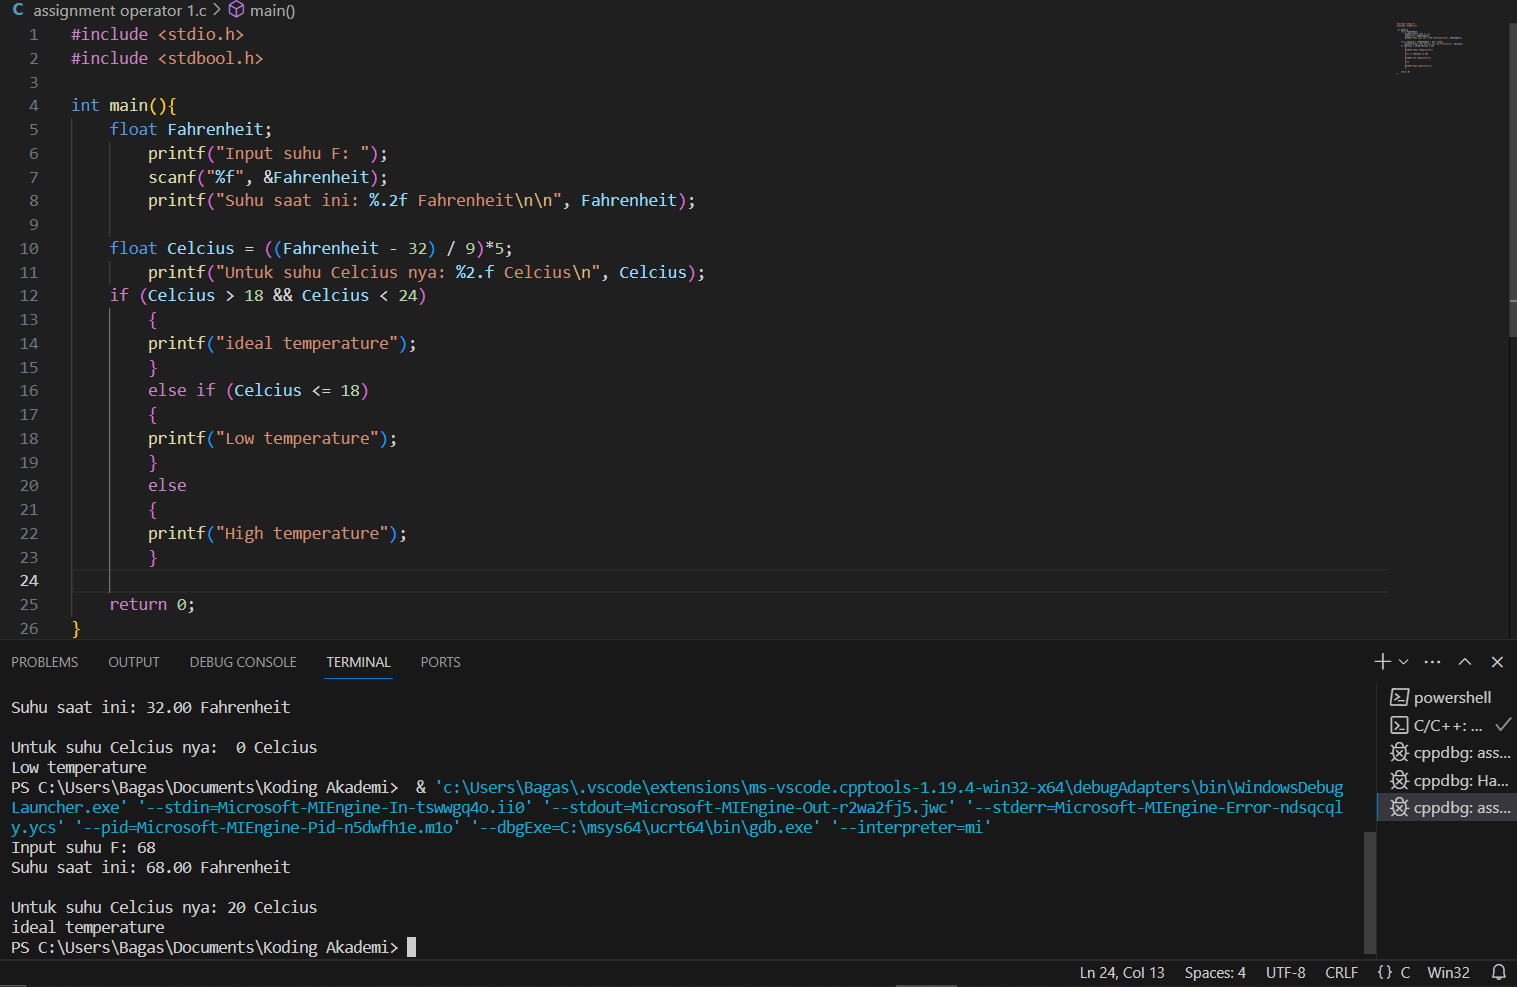 C assignment operator 1.c > main()
1 #include <stdio.h>
2 #include <stdbool.h>
3
4 int main(){
5 float Fahrenheit;
6 printf("Input suhu F: ");
7 scanf("%f", &Fahrenheit);
8 printf("Suhu saat ini: %.2f Fahrenheit\n\n", Fahrenheit);
9
10 float Celcius = ((Fahrenheit - 32) / 9)*5;
11 printf("Untuk suhu Celcius nya: %2.f Celcius\n", Celcius);
12 if (Celcius > 18 && Celcius < 24)
13 {
14 printf("ideal temperature");
15 }
16 else if (Celcius <= 18)
17 {
18 printf("Low temperature");
19 }
20 else
21 {
22 printf("High temperature");
23 }
24
25 return 0;
26 }
PROBLEMS OUTPUT DEBUG CONSOLE TERMINAL PORTS
Suhu saat ini: 32.00 Fahrenheit
Untuk suhu Celcius nya:  0 Celcius
Low temperature
PS C:\Users\Bagas\Documents\Koding Akademi>  & 'c:\Users\Bagas\.vscode\extensions\ms-vscode.cpptools-1.19.4-win32-x64\debugAdapters\bin\WindowsDebug
Launcher.exe' '--stdin=Microsoft-MIEngine-In-tswwgq4o.ii0' '--stdout=Microsoft-MIEngine-Out-r2wa2fj5.jwc' '--stderr=Microsoft-MIEngine-Error-ndsqcql
y.ycs' '--pid=Microsoft-MIEngine-Pid-n5dwfh1e.m1o' '--dbgExe=C:\msys64\ucrt64\bin\gdb.exe' '--interpreter=mi'
Input suhu F: 68
Suhu saat ini: 68.00 Fahrenheit
Untuk suhu Celcius nya: 20 Celcius
ideal temperature
PS C:\Users\Bagas\Documents\Koding Akademi>
powershell
C/C++: ...
cppdbg: ass...
cppdbg: Ha...
cppdbg: ass...
Ln 24, Col 13 Spaces: 4 UTF-8 CRLF {} C Win32